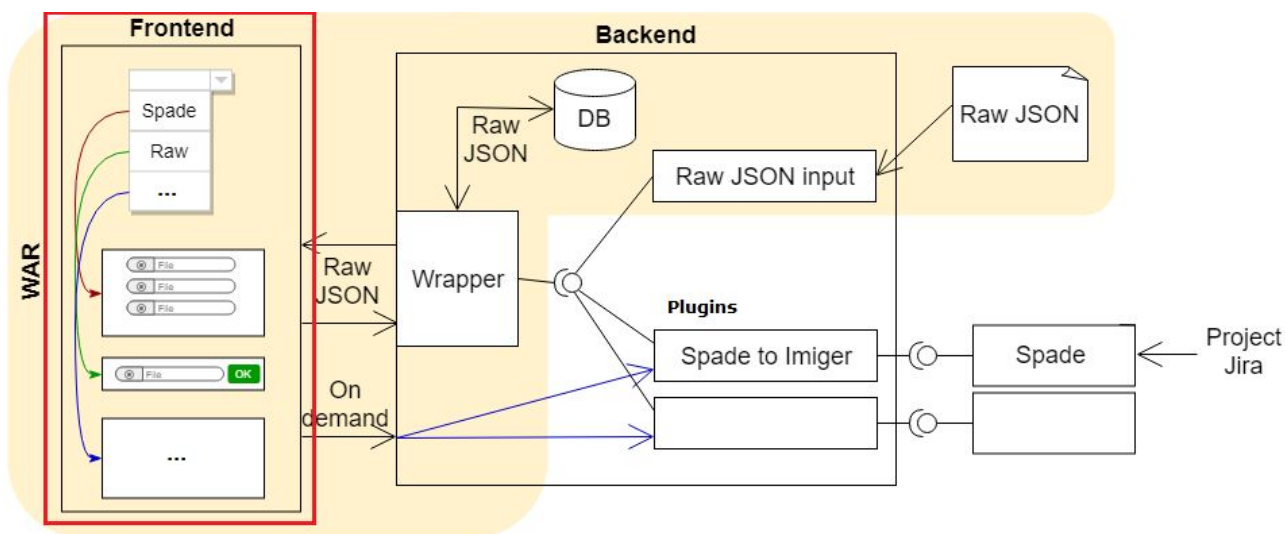 Frontend
Spade
Raw
...
File
File
File
File
OK
...
WAR
Backend
DB
Raw
JSON
Raw JSON
Raw JSON input
Wrapper
Raw
JSON
On
demand
Plugins
Spade to Imiger
Spade
Project
Jira